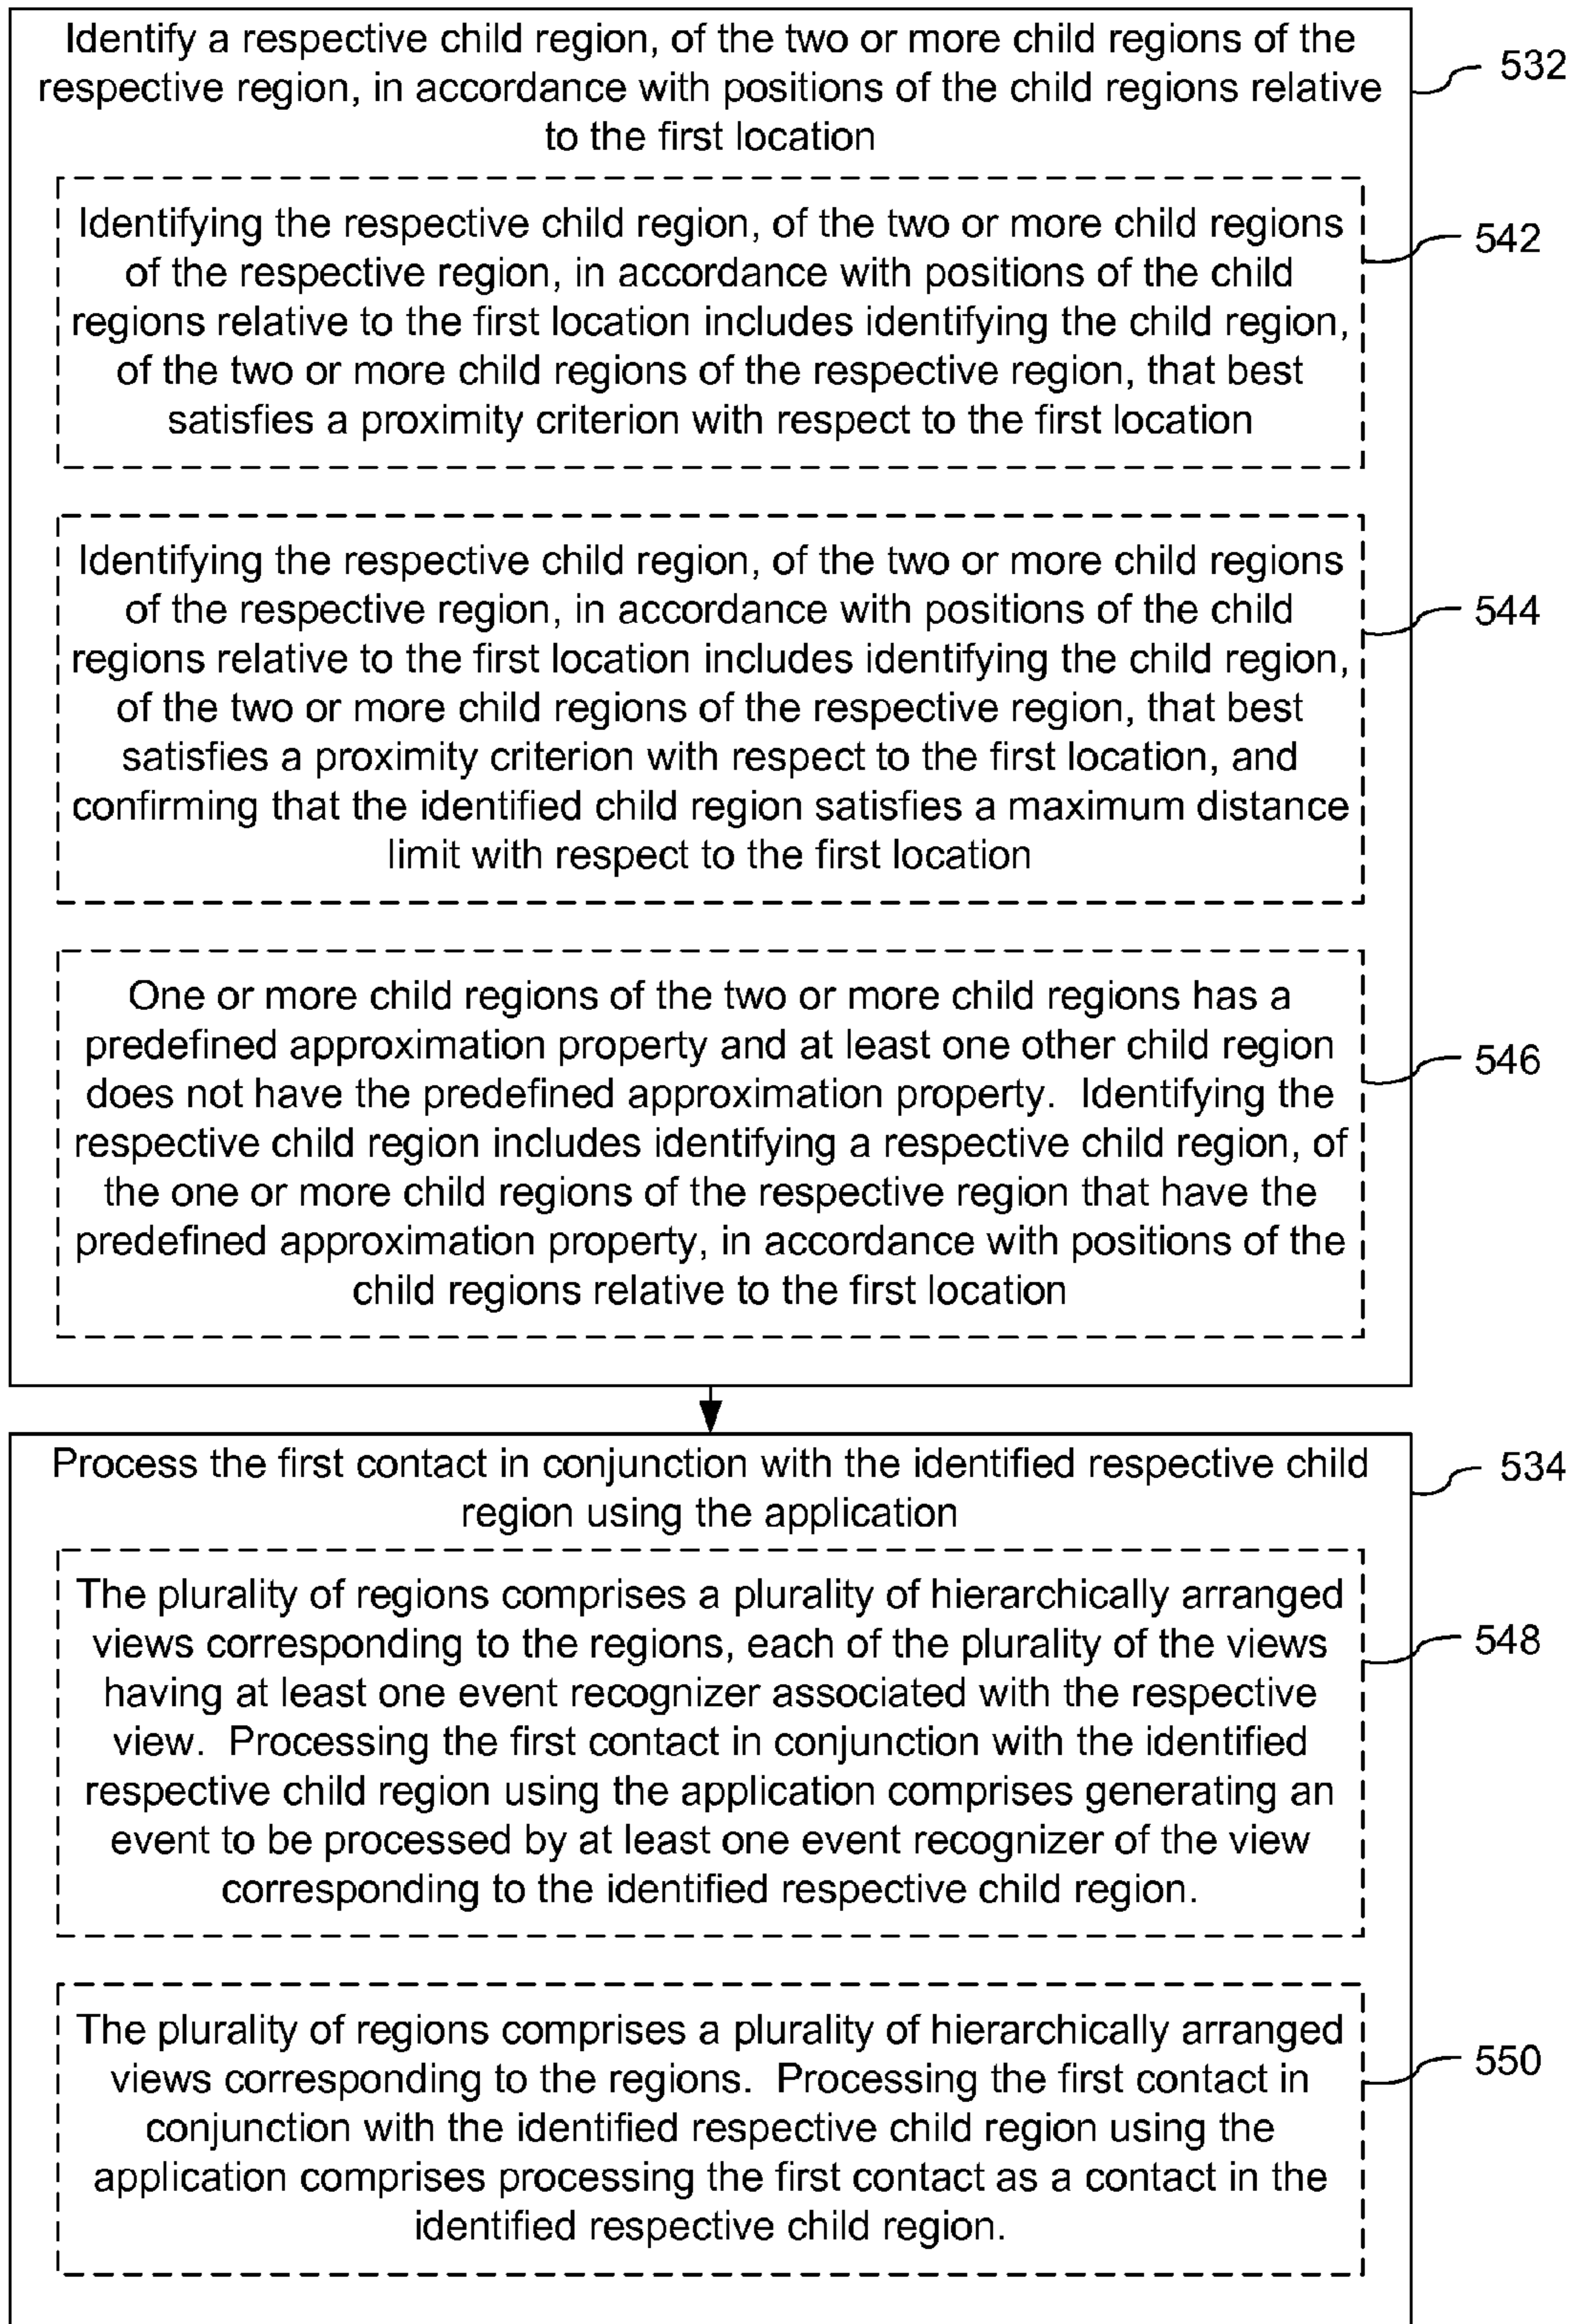 Identify a respective child region, of the two or more child regions of the
respective region, in accordance with positions of the child regions relative
to the first location
532
Identifying the respective child region, of the two or more child regions
of the respective region, in accordance with positions of the child
regions relative to the first location includes identifying the child region,
of the two or more child regions of the respective region, that best
satisfies a proximity criterion with respect to the first location
542
Identifying the respective child region, of the two or more child regions
of the respective region, in accordance with positions of the child
regions relative to the first location includes identifying the child region,
of the two or more child regions of the respective region, that best
satisfies a proximity criterion with respect to the first location, and
confirming that the identified child region satisfies a maximum distance
limit with respect to the first location
544
One or more child regions of the two or more child regions has a
predefined approximation property and at least one other child region
does not have the predefined approximation property.  Identifying the
respective child region includes identifying a respective child region, of
the one or more child regions of the respective region that have the
predefined approximation property, in accordance with positions of the
child regions relative to the first location
546
Process the first contact in conjunction with the identified respective child
region using the application
534
The plurality of regions comprises a plurality of hierarchically arranged
views corresponding to the regions, each of the plurality of the views
having at least one event recognizer associated with the respective
view.  Processing the first contact in conjunction with the identified
respective child region using the application comprises generating an
event to be processed by at least one event recognizer of the view
corresponding to the identified respective child region.
548
The plurality of regions comprises a plurality of hierarchically arranged
views corresponding to the regions.  Processing the first contact in
conjunction with the identified respective child region using the
application comprises processing the first contact as a contact in the
identified respective child region.
550